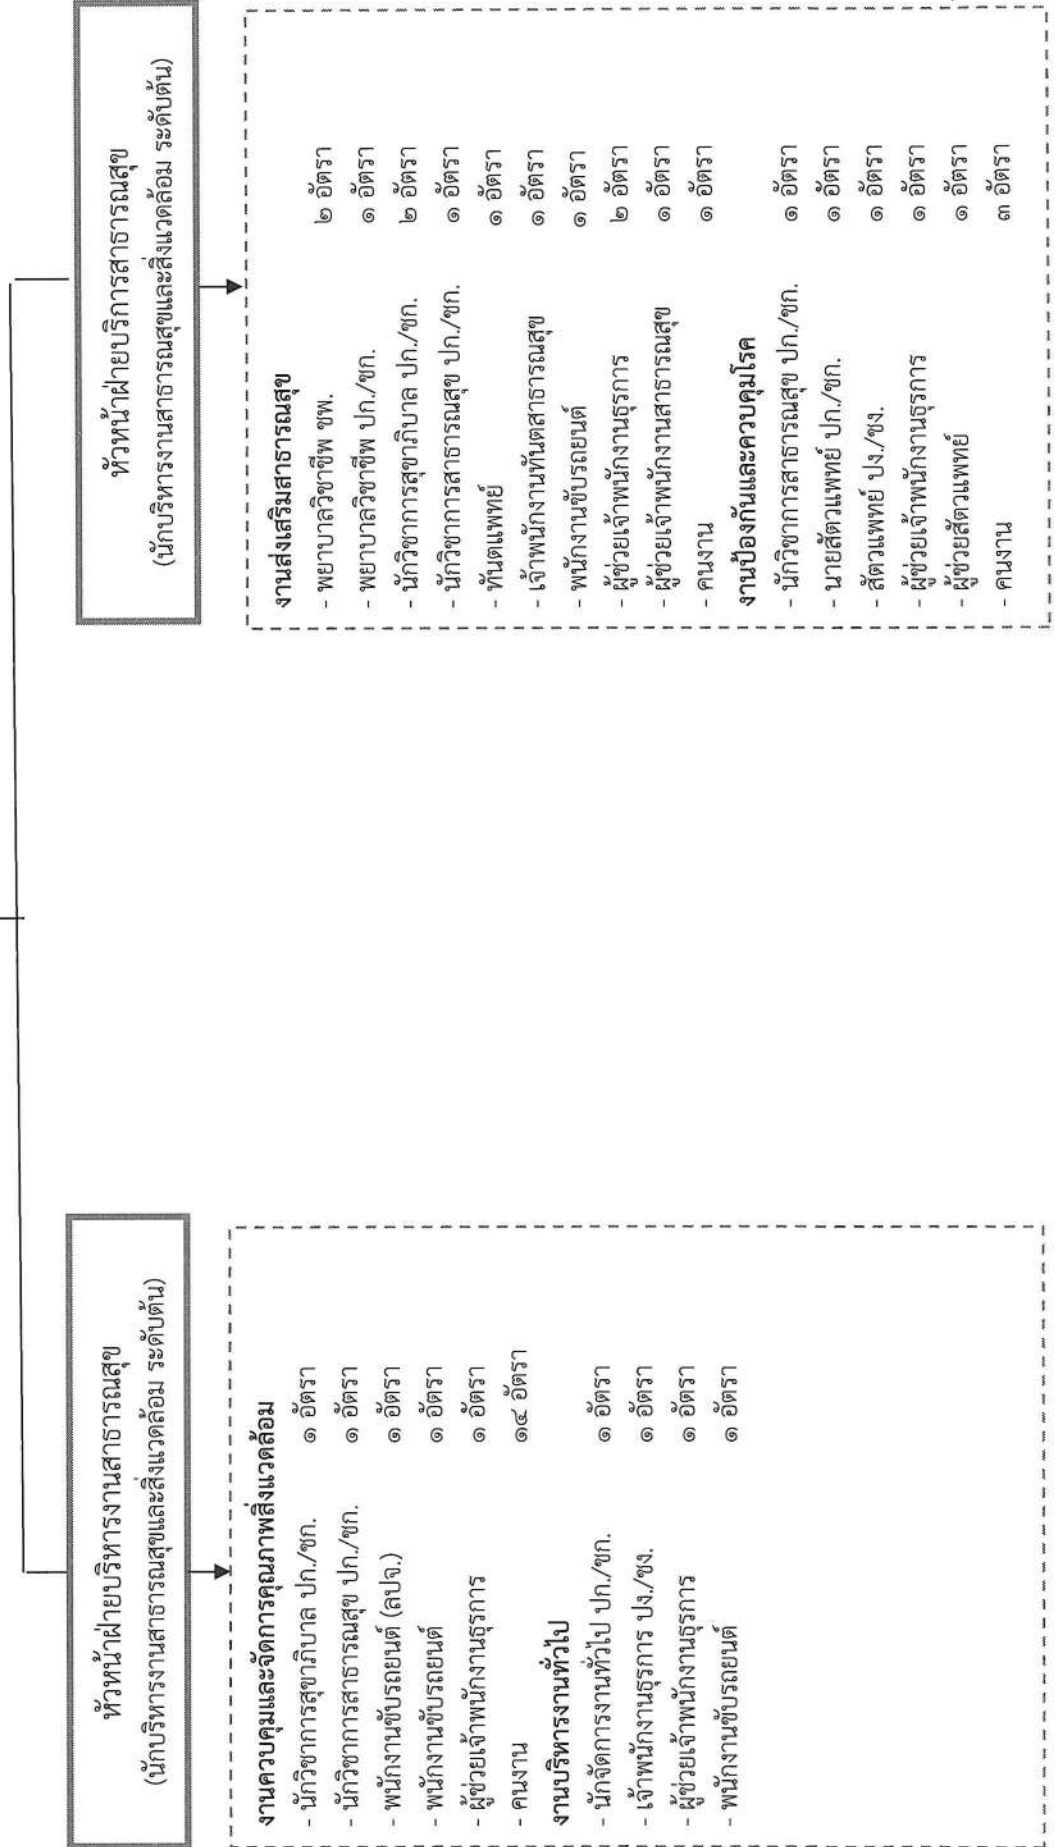 หัวหน้าฝ่ายบริหารงานสาธารณสุข
(นักบริหารงานสาธารณสุขและสิ่งแวดล้อม ระดับต้น)
งานควบคุมและจัดการคุณภาพสิ่งแวดล้อม
- นักวิชาการสุขาภิบาล ปก./ชก. ๑ อัตรา
- นักวิชาการสาธารณสุข ปก./ชก. ๑ อัตรา
- พนักงานขับรถยนต์ (ลปจ.) ๑ อัตรา
- พนักงานขับรถยนต์ ๑ อัตรา
- ผู้ช่วยเจ้าพนักงานธุรการ ๑ อัตรา
- คนงาน ๑๔ อัตรา
งานบริหารงานทั่วไป
- นักจัดการงานทั่วไป ปก./ชก. ๑ อัตรา
- เจ้าพนักงานธุรการ ปง./ชง. ๑ อัตรา
- ผู้ช่วยเจ้าพนักงานธุรการ ๑ อัตรา
- พนักงานขับรถยนต์ ๑ อัตรา
หัวหน้าฝ่ายบริการสาธารณสุข
(นักบริหารงานสาธารณสุขและสิ่งแวดล้อม ระดับต้น)
งานส่งเสริมสาธารณสุข
- พยาบาลวิชาชีพ ชพ. ๒ อัตรา
- พยาบาลวิชาชีพ ปก./ชก. ๑ อัตรา
- นักวิชาการสุขาภิบาล ปก./ชก. ๒ อัตรา
- นักวิชาการสาธารณสุข ปก./ชก. ๑ อัตรา
- ทันตแพทย์ ๑ อัตรา
- เจ้าพนักงานทันตสาธารณสุข ๑ อัตรา
- พนักงานขับรถยนต์ ๑ อัตรา
- ผู้ช่วยเจ้าพนักงานธุรการ ๒ อัตรา
- ผู้ช่วยเจ้าพนักงานสาธารณสุข ๑ อัตรา
- คนงาน ๑ อัตรา
งานป้องกันและควบคุมโรค
- นักวิชาการสาธารณสุข ปก./ชก. ๑ อัตรา
- นายสัตวแพทย์ ปก./ชก. ๑ อัตรา
- สัตวแพทย์ ปง./ชง. ๑ อัตรา
- ผู้ช่วยเจ้าพนักงานธุรการ ๑ อัตรา
- ผู้ช่วยสัตวแพทย์ ๑ อัตรา
- คนงาน ๓ อัตรา